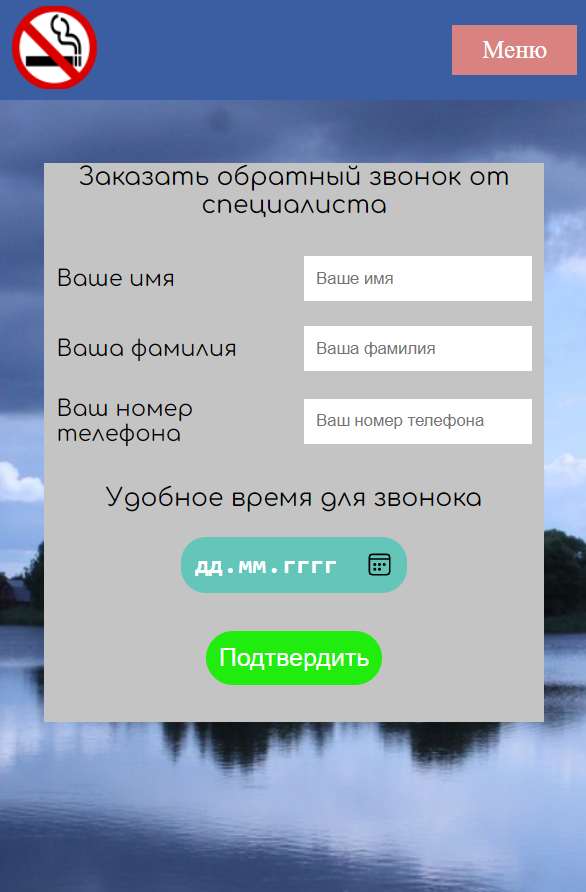 Меню
Заказать обратный звонок от
специалиста
Ваше имя
Ваше имя
Ваша фамилия
Ваша фамилия
Ваш номер
телефона
Ваш номер телефона
Удобное время для звонока
дд.мм.гггг
Подтвердить